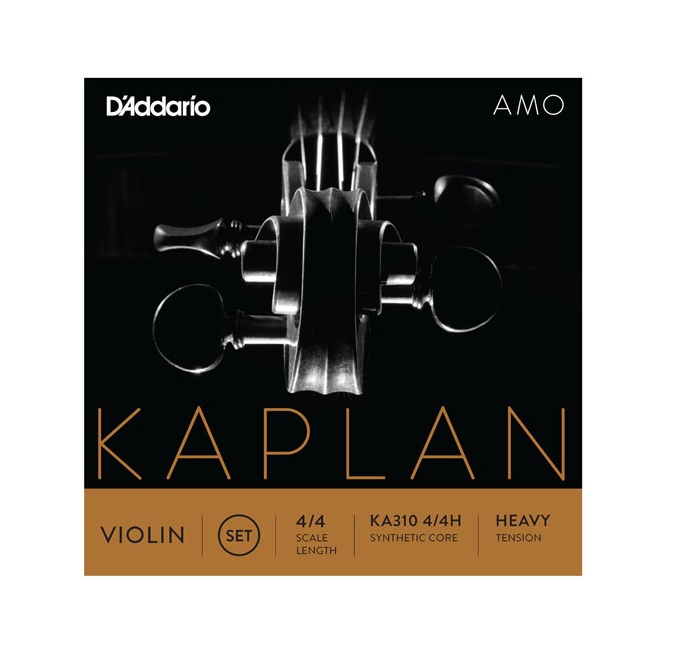 D'Addario
AMO
KAPLAN
VIOLIN
SET
4/4
SCALE
LENGTH
KA310 4/4H
SYNTHETIC CORE
HEAVY
TENSION